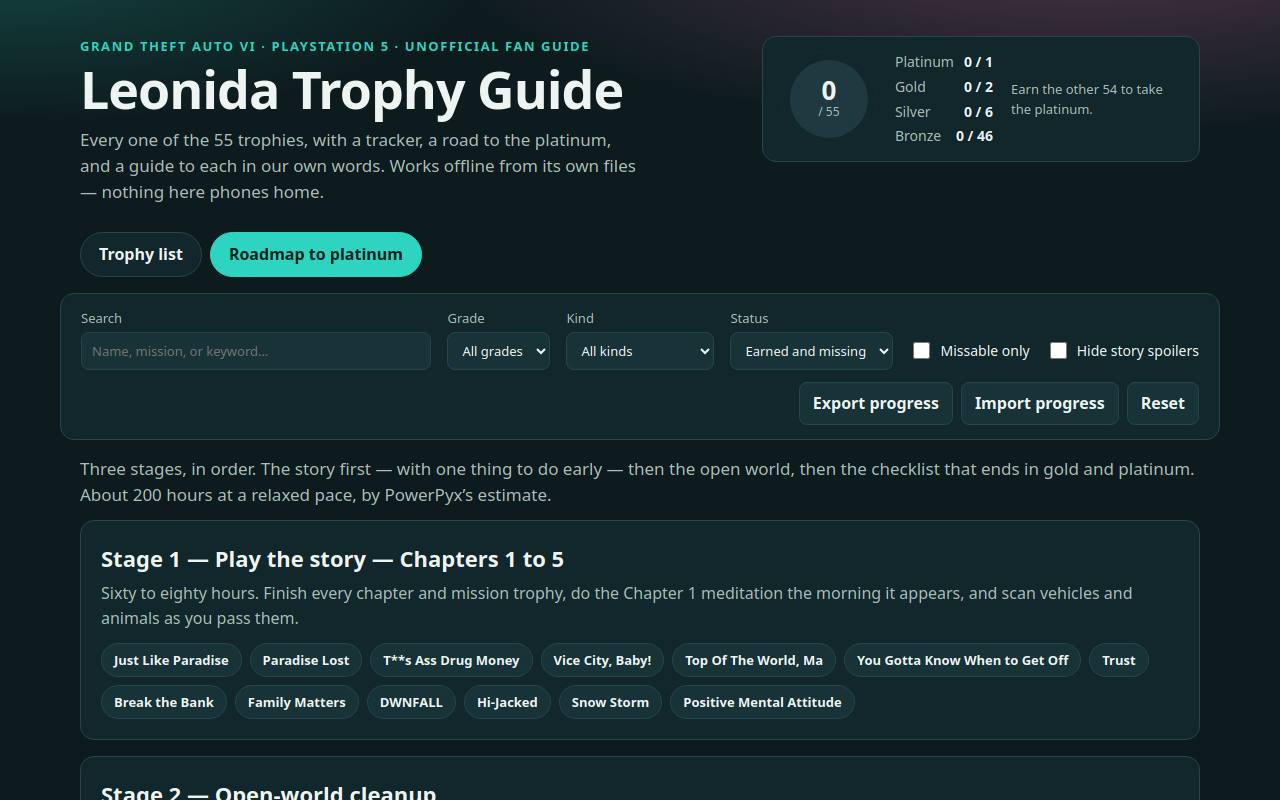 GRAND THEFT AUTO VI · PLAYSTATION 5 · UNOFFICIAL FAN GUIDE
Leonida Trophy Guide
Every one of the 55 trophies, with a tracker, a road to the platinum,
and a guide to each in our own words. Works offline from its own files
— nothing here phones home.
0
/ 55
Platinum 0 / 1
Gold 0 / 2
Silver 0 / 6
Bronze 0 / 46
Earn the other 54 to take
the platinum.
Trophy list
Roadmap to platinum
Search
Name, mission, or keyword...
Grade
All grades
Kind
All kinds
Status
Earned and missing
Missable only
Hide story spoilers
Export progress
Import progress
Reset
Three stages, in order. The story first — with one thing to do early — then the open world, then the checklist that ends in gold and platinum.
About 200 hours at a relaxed pace, by PowerPyx’s estimate.
Stage 1 — Play the story — Chapters 1 to 5
Sixty to eighty hours. Finish every chapter and mission trophy, do the Chapter 1 meditation the morning it appears, and scan vehicles and
animals as you pass them.
Just Like Paradise
Paradise Lost
T**s Ass Drug Money
Vice City, Baby!
Top Of The World, Ma
You Gotta Know When to Get Off
Trust
Break the Bank
Family Matters
DWNFALL
Hi-Jacked
Snow Storm
Positive Mental Attitude
Stage 2 — Open-world cleanup